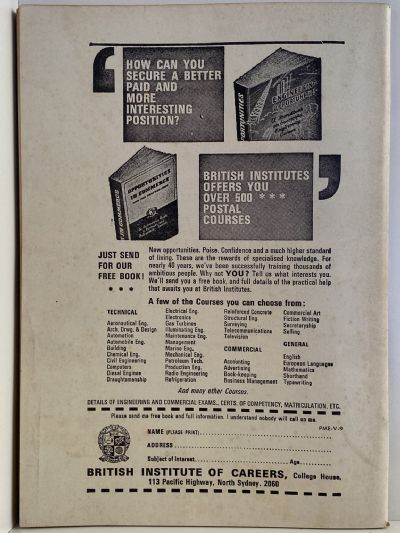 HOW CAN YOU
SECURE A BETTER
PAID AND
MORE
INTERESTING
POSITION?
ENGINEERING
OPPORTUNITIES
OPPORTUNITIES
IN COMMERCE
BRITISH INSTITUTES
OFFERS YOU
OVER 500 ***
POSTAL
COURSES
JUST SEND
FOR OUR
FREE BOOK!
***
New opportunities. Poise. Confidence and a much higher standard
of living. These are the rewards of specialised knowledge. For
nearly 40 years, we've been successfully training thousands of
ambitious people. Why not YOU? Tell us what interests you.
We'll send you a free book, and full details of the practical help
that awaits you at British Institutes.
A few of the Courses you can choose from:
TECHNICAL
Aeronautical Eng.
Arch. Drwg. & Design
Automation
Automobile Eng.
Building
Chemical Eng.
Civil Engineering
Computers
Diesel Engines
Draughtsmanship
Electrical Eng.
Electronics
Gas Turbines
Illuminating Eng.
Maintenance Eng.
Management
Marine Eng.
Mechanical Eng.
Petroleum Tech.
Production Eng.
Radio Engineering
Refrigeration
Reinforced Concrete
Structural Eng.
Surveying
Telecommunications
Television
COMMERCIAL
Accounting
Advertising
Book-keeping
Business Management
Commercial Art
Fiction Writing
Secretaryship
Selling
GENERAL
English
European Languages
Mathematics
Shorthand
Typewriting
And many other Courses.
DETAILS OF ENGINEERING AND COMMERCIAL EXAMS., CERTS. OF COMPETENCY, MATRICULATION, ETC.
Please send me free book and full information. I understand nobody will call on me.
NAME (PLEASE PRINT)
ADDRESS
Subject of Interest Age
BRITISH INSTITUTE OF CAREERS, College House,
113 Pacific Highway, North Sydney. 2060